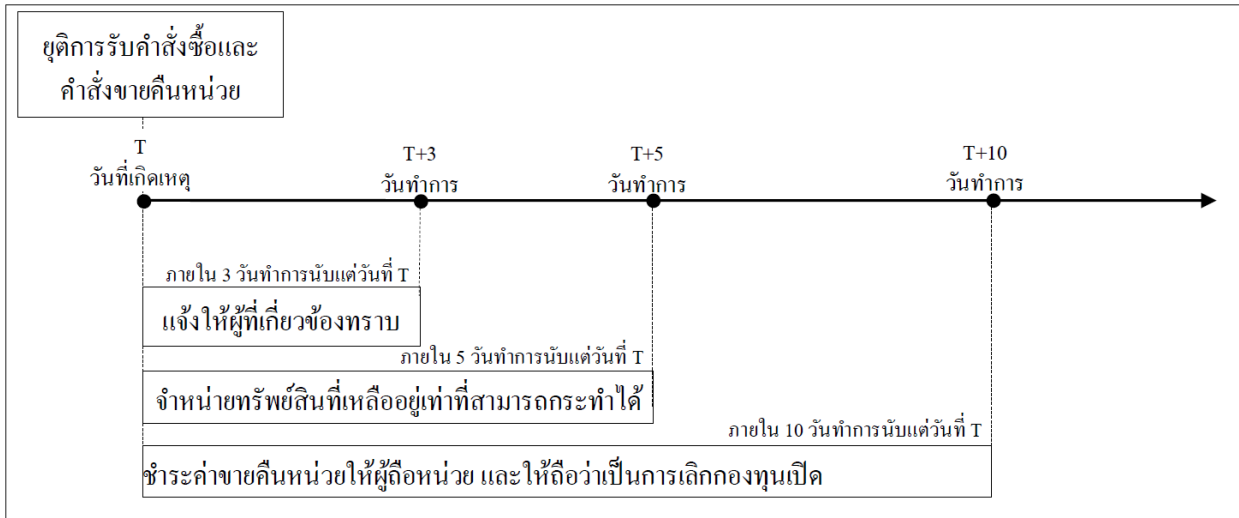 ยุติการรับคำสั่งซื้อและ
คำสั่งขายคืนหน่วย
T
วันที่เกิดเหตุ
T+3
วันทำการ
T+5
วันทำการ
T+10
วันทำการ
ภายใน 3 วันทำการนับแต่วันที่ T
แจ้งให้ผู้ที่เกี่ยวข้องทราบ
ภายใน 5 วันทำการนับแต่วันที่ T
จำหน่ายทรัพย์สินที่เหลืออยู่เท่าที่สามารถกระทำได้
ภายใน 10 วันทำการนับแต่วันที่ T
ชำระค่าขายคืนหน่วยให้ผู้ถือหน่วย และให้ถือว่าเป็นการเลิกกองทุนเปิด